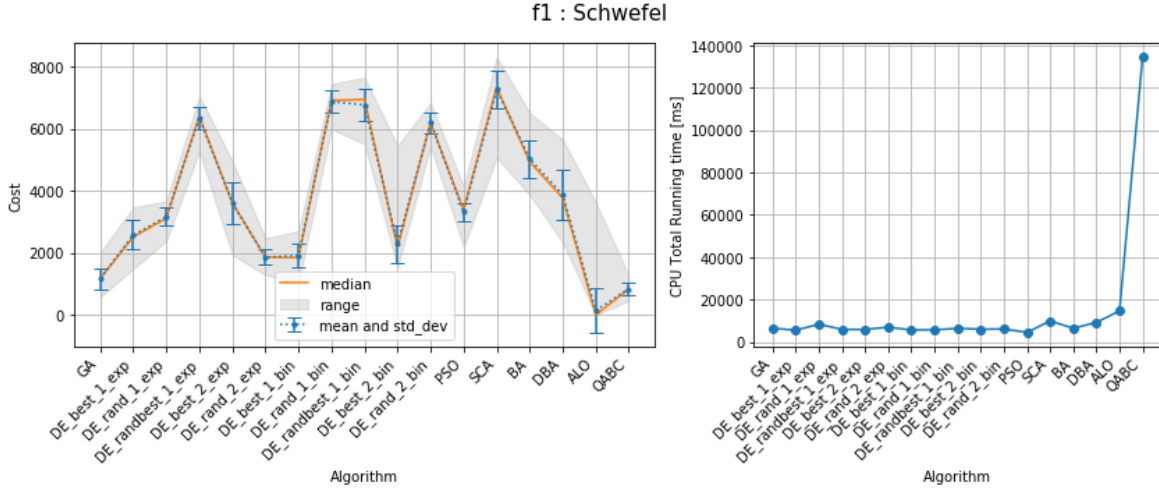 f1 : Schwefel
8000
6000
4000
2000
0
Cost
median
range
mean and std_dev
GA
DE_best_1_exp
DE_rand_1_exp
DE_randbest_1_exp
DE_best_2_exp
DE_rand_2_exp
DE_best_1_bin
DE_rand_1_bin
DE_randbest_1_bin
DE_best_2_bin
DE_rand_2_bin
PSO
SCA
BA
DBA
ALO
QABC
Algorithm
140000
120000
100000
80000
60000
40000
20000
0
CPU Total Running time [ms]
GA
DE_best_1_exp
DE_rand_1_exp
DE_randbest_1_exp
DE_best_2_exp
DE_rand_2_exp
DE_best_1_bin
DE_rand_1_bin
DE_randbest_1_bin
DE_best_2_bin
DE_rand_2_bin
PSO
SCA
BA
DBA
ALO
QABC
Algorithm